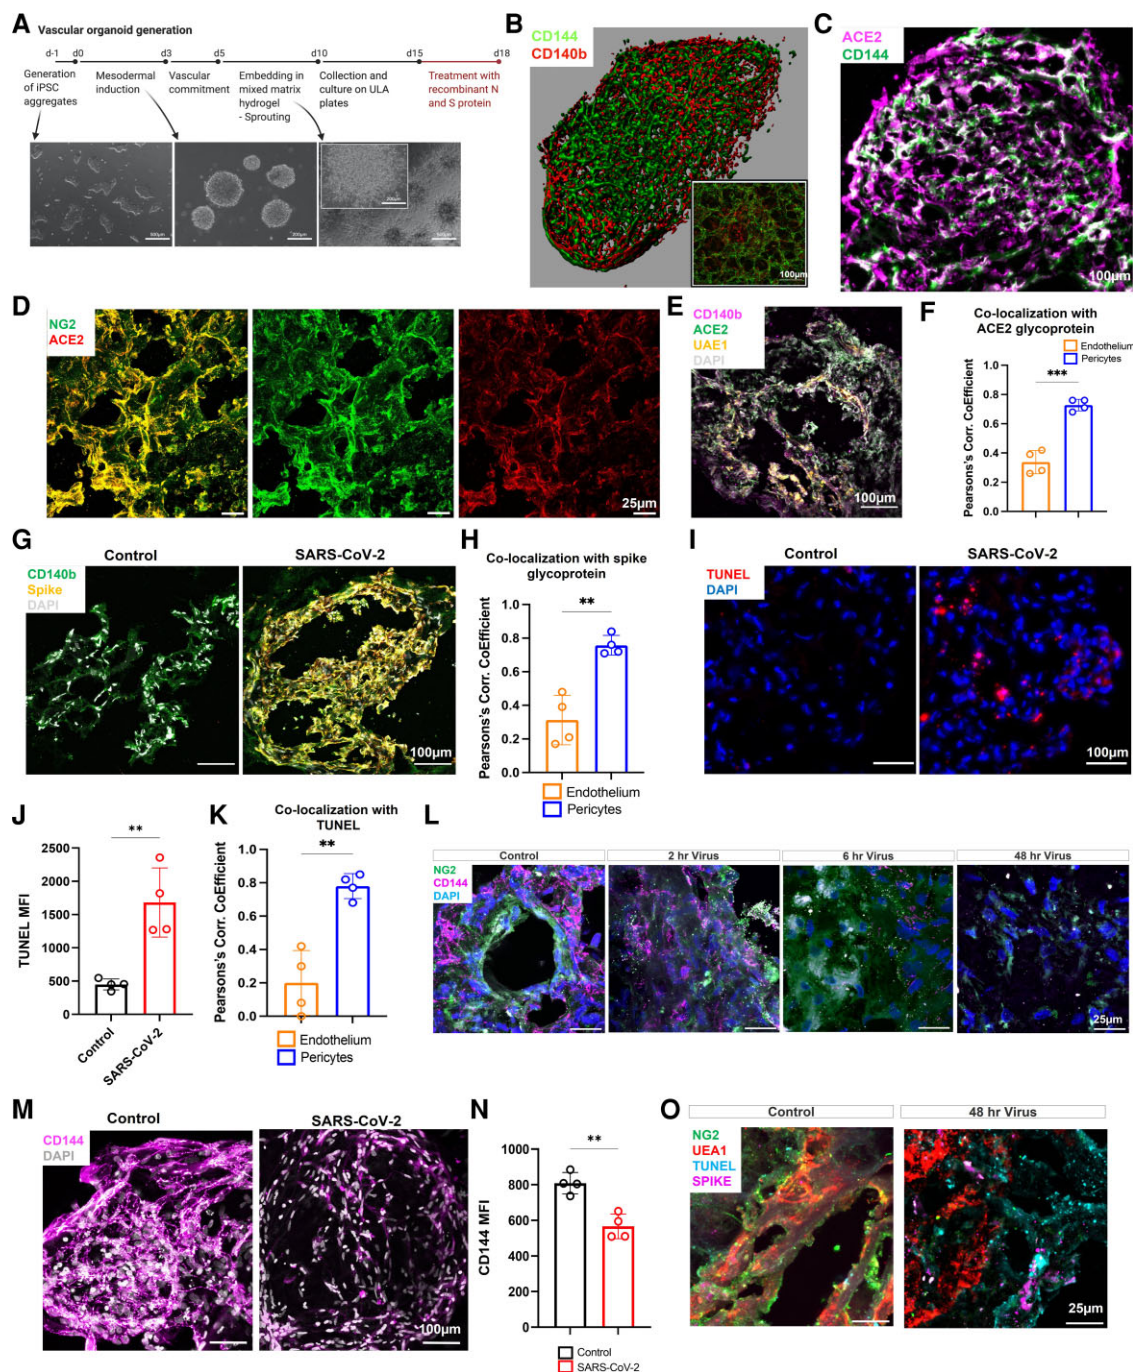 A
Vascular organoid generation
d-1 d0 d3 d5 d10 d15 d18
Generation
of iPSC
aggregates
Mesodermal
induction
Vascular
commitment
Embedding in
mixed matrix
hydrogel
- Sprouting
Collection and
culture on ULA
plates
Treatment with
recombinant N
and S protein
B
CD144
CD140b
100µm
C
ACE2
CD144
100µm
D
NG2
ACE2
25µm
E
CD140b
ACE2
UAE1
DAPI
100µm
F
Co-localization with
ACE2 glycoprotein
Endothelium
Pericytes
Pearsons's Corr. CoEfficient
1.0
0.8
0.6
0.4
0.2
0.0
***
G
Control
SARS-CoV-2
CD140b
Spike
DAPI
100µm
H
Co-localization with spike
glycoprotein
Pearsons's Corr. CoEfficient
1.0
0.8
0.6
0.4
0.2
0.0
**
Endothelium
Pericytes
I
Control
SARS-CoV-2
TUNEL
DAPI
100µm
J
TUNEL MFI
2500
2000
1500
1000
500
0
**
Control
SARS-CoV-2
K
Co-localization with
TUNEL
Pearsons's Corr. CoEfficient
1.0
0.8
0.6
0.4
0.2
0.0
**
Endothelium
Pericytes
L
Control
2 hr Virus
6 hr Virus
48 hr Virus
NG2
CD144
DAPI
25µm
M
Control
SARS-CoV-2
CD144
DAPI
100µm
N
CD144 MFI
1000
800
600
400
200
0
**
Control
SARS-CoV-2
O
Control
48 hr Virus
NG2
UEA1
TUNEL
SPIKE
25µm